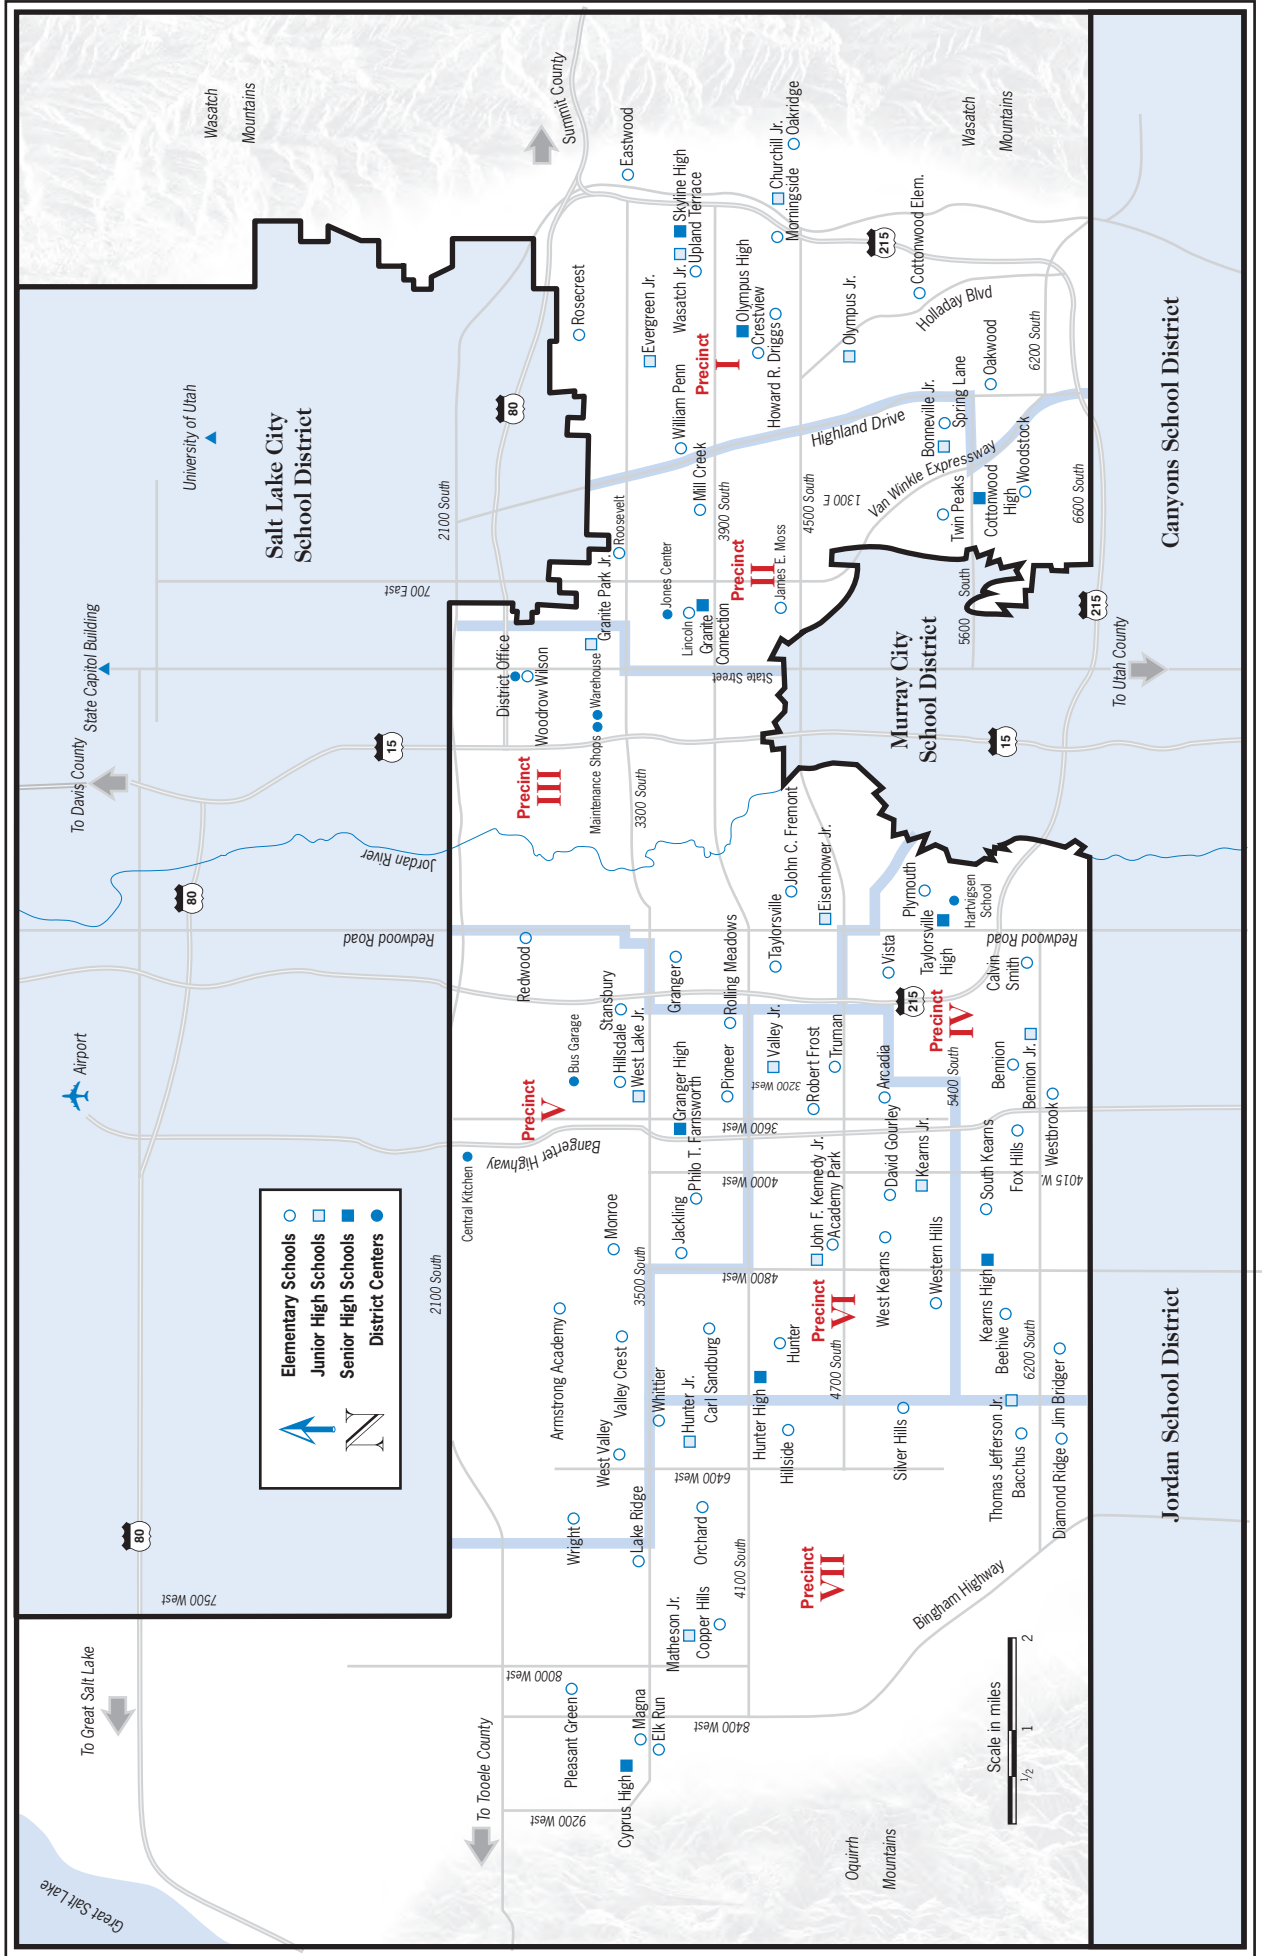 Great Salt Lake
To Great Salt Lake
80
7500 West
Airport
80
To Davis County
State Capitol Building
15
University of Utah
Salt Lake City
School District
Wasatch
Mountains
Jordan River
Redwood Road
700 East
2100 South
2100 South
80
Summit County
Elementary Schools
Junior High Schools
Senior High Schools
District Centers
N
To Tooele County
9200 West
8400 West
8000 West
Pleasant Green
Cyprus High
Magna
Elk Run
Matheson Jr.
Copper Hills
Orchard
4100 South
Wright
Lake Ridge
West Valley
Valley Crest
Armstrong Academy
Whittier
Hunter Jr.
Carl Sandburg
6400 West
Hunter High
Hillside
Hunter
Monroe
3500 South
Jackling
Philo T. Farnsworth
Granger High
Central Kitchen
Bangerter Highway
Precinct
V
Bus Garage
Hillsdale
Stansbury
West Lake Jr.
Redwood
Granger
Rolling Meadows
Pioneer
Valley Jr.
3200 West
3600 West
4000 West
4800 West
Precinct
VII
Precinct
VI
4700 South
John F. Kennedy Jr.
Academy Park
Robert Frost
Truman
Arcadia
David Gourley
Kearns Jr.
West Kearns
Western Hills
Silver Hills
South Kearns
Kearns High
Beehive
6200 South
Fox Hills
Westbrook
4015 W.
Bennion
Bennion Jr.
5400 South
Precinct
IV
215
Vista
Taylorsville
High
Plymouth
Hartvigsen
School
Calvin
Smith
Redwood Road
Taylorsville
John C. Fremont
Eisenhower Jr.
Thomas Jefferson Jr.
Bacchus
Diamond Ridge
Jim Bridger
Bingham Highway
Oquirrh
Mountains
Scale in miles
1/2
1
2
Jordan School District
Precinct
III
District Office
Woodrow Wilson
Maintenance Shops
Warehouse
Granite Park Jr.
3300 South
State Street
Murray City
School District
15
To Utah County
215
5600
South
Roosevelt
Jones Center
Lincoln
Granite
Connection
Precinct
II
James E. Moss
3900 South
Mill Creek
William Penn
4500 South
1300 E
Highland Drive
Van Winkle Expressway
Twin Peaks
Cottonwood
High
Woodstock
Bonneville Jr.
Spring Lane
Oakwood
6200 South
6600 South
Rosecrest
Evergreen Jr.
Wasatch Jr.
Skyline High
Upland Terrace
Eastwood
Precinct
I
Olympus High
Crestview
Howard R. Driggs
Churchill Jr.
Morningside
Oakridge
Olympus Jr.
Cottonwood Elem.
Holladay Blvd
215
Wasatch
Mountains
Canyons School District